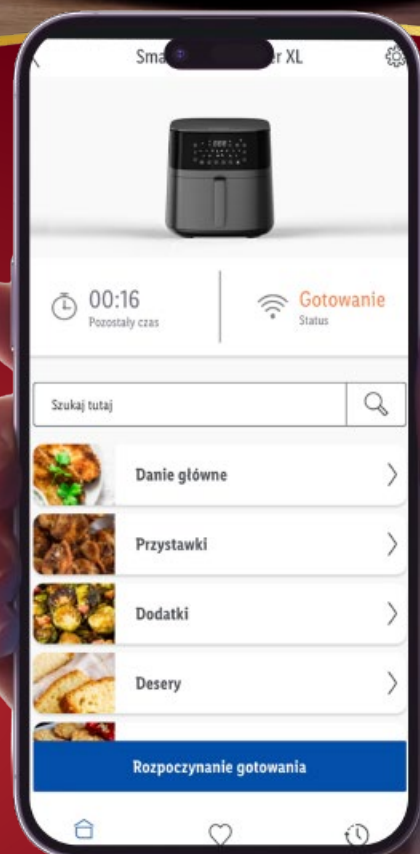 Sma er XL
00:16
Pozostały czas
Gotowanie
Status
Szukaj tutaj
Danie główne
Przystawki
Dodatki
Desery
Rozpoczynanie gotowania